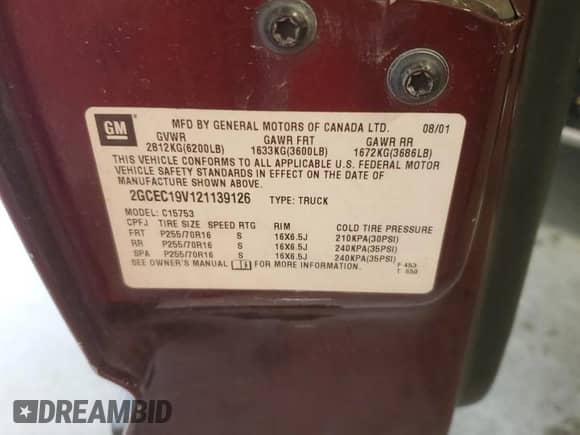 GM
MFD BY GENERAL MOTORS OF CANADA LTD. 08/01
GVWR GAWR FRT GAWR RR
2812KG(6200LB) 1633KG(3600LB) 1672KG(3686LB)
THIS VEHICLE CONFORMS TO ALL APPLICABLE U.S. FEDERAL MOTOR
VEHICLE SAFETY STANDARDS IN EFFECT ON THE DATE OF
MANUFACTURE SHOWN ABOVE.
2GCEC19V121139126 TYPE: TRUCK
MODEL: C15753
CPFJ TIRE SIZE SPEED RTG RIM COLD TIRE PRESSURE
FRT P255/70R16 S 16X6.5J 210KPA(30PSI)
RR P255/70R16 S 16X6.5J 240KPA(35PSI)
SPA P255/70R16 S 16X6.5J 240KPA(35PSI)
SEE OWNER'S MANUAL FOR MORE INFORMATION.
F 453
T 550
DREAMBID